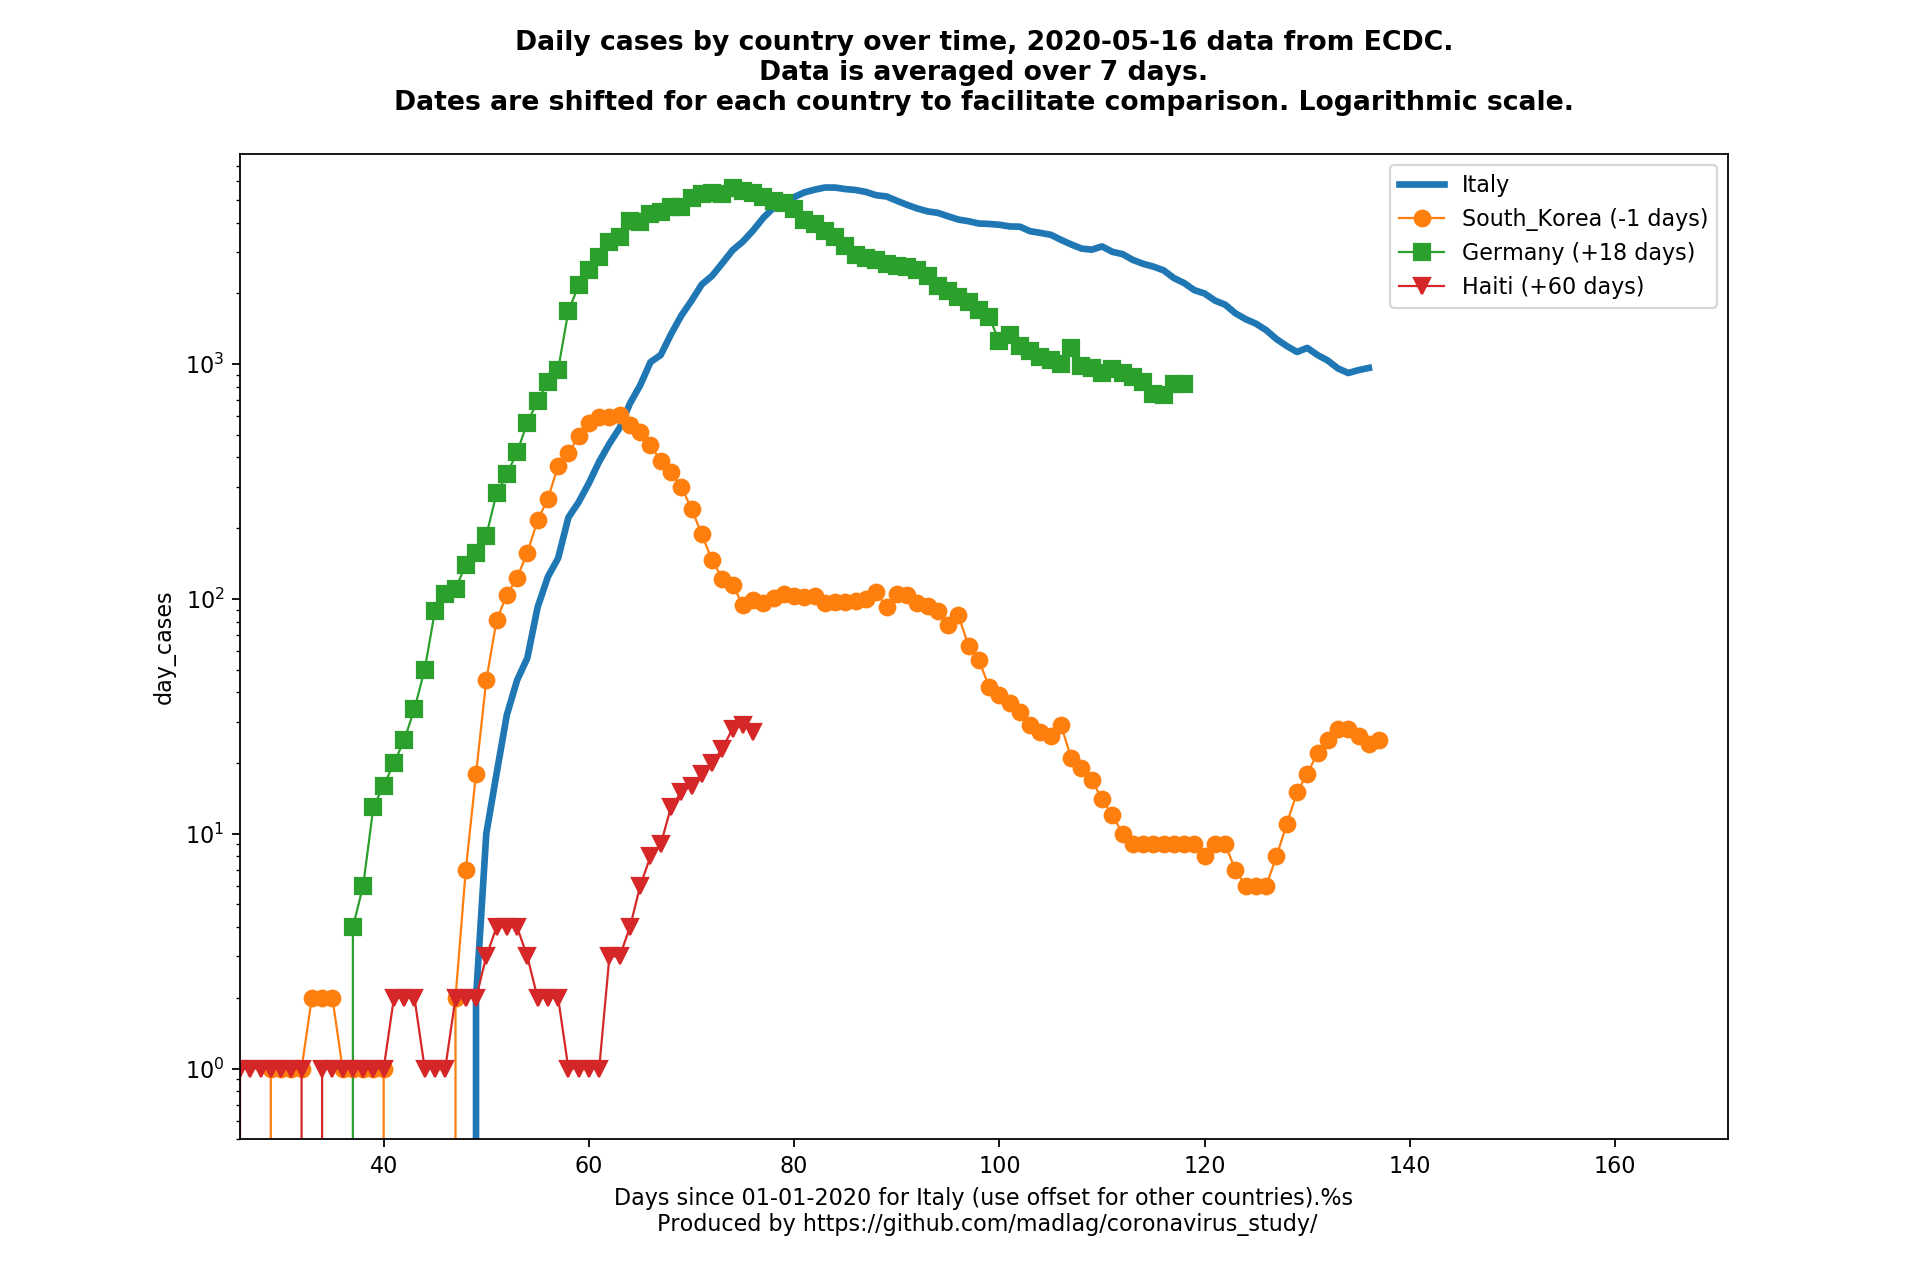 Daily cases by country over time, 2020-05-16 data from ECDC.
Data is averaged over 7 days.
Dates are shifted for each country to facilitate comparison. Logarithmic scale.
Italy
South_Korea (-1 days)
Germany (+18 days)
Haiti (+60 days)
day_cases
10³
10²
10¹
10⁰
40 60 80 100 120 140 160
Days since 01-01-2020 for Italy (use offset for other countries).%s
Produced by https://github.com/madlag/coronavirus_study/